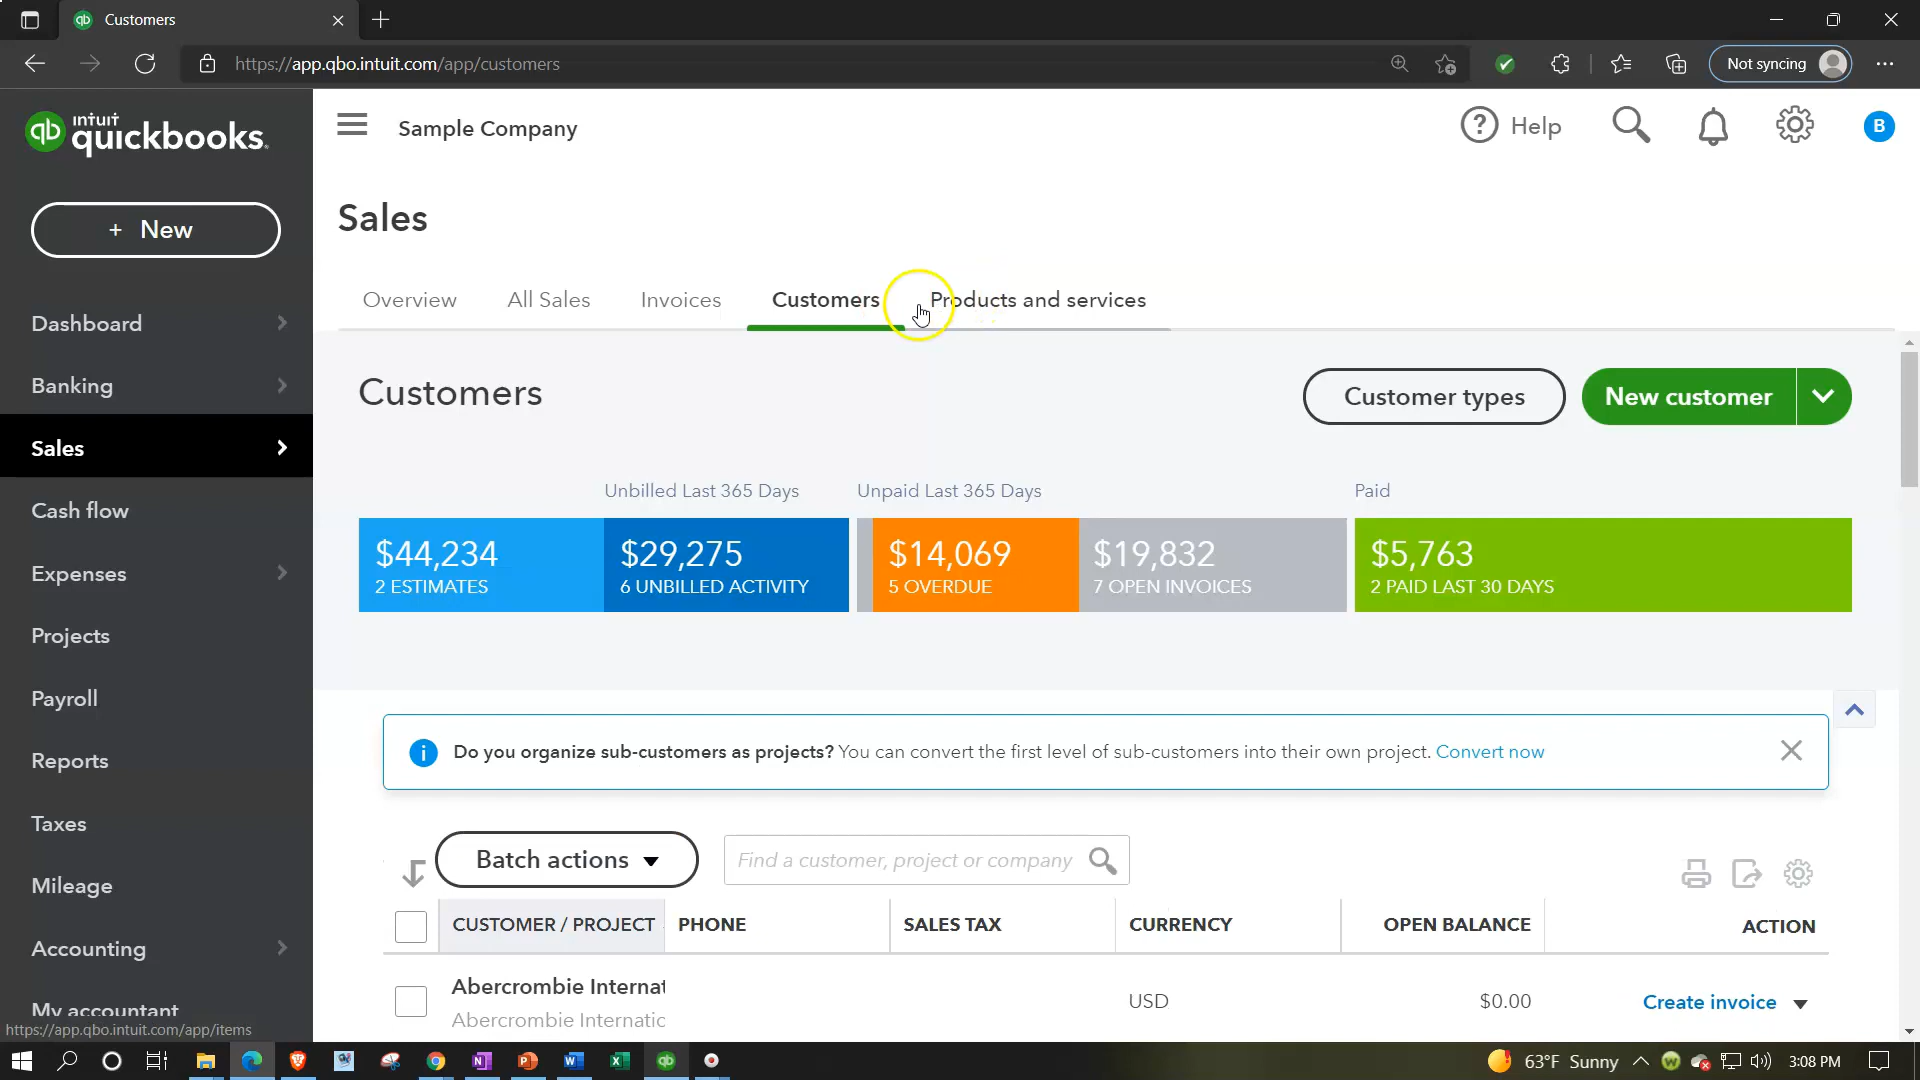 Customers
https://app.qbo.intuit.com/app/customers
Not syncing
intuit
quickbooks.
Sample Company
Help
B
+ New
Sales
Overview
All Sales
Invoices
Customers
Products and services
Dashboard
Banking
Sales
Cash flow
Expenses
Projects
Payroll
Reports
Taxes
Mileage
Accounting
My accountant
https://app.qbo.intuit.com/app/items
Customers
Customer types
New customer
Unbilled Last 365 Days
Unpaid Last 365 Days
Paid
$44,234
2 ESTIMATES
$29,275
6 UNBILLED ACTIVITY
$14,069
5 OVERDUE
$19,832
7 OPEN INVOICES
$5,763
2 PAID LAST 30 DAYS
Do you organize sub-customers as projects? You can convert the first level of sub-customers into their own project. Convert now
Batch actions
Find a customer, project or company
CUSTOMER / PROJECT
PHONE
SALES TAX
CURRENCY
OPEN BALANCE
ACTION
Abercrombie Internat
Abercrombie Internatic
USD
$0.00
Create invoice
63°F Sunny
3:08 PM